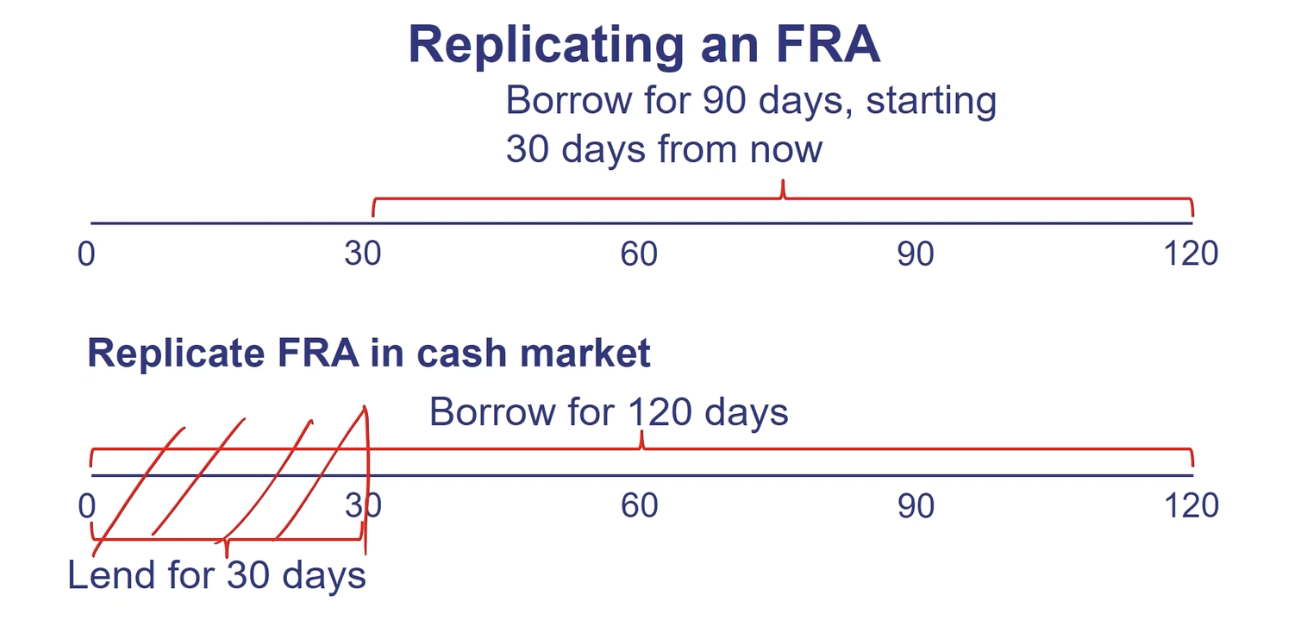 Replicating an FRA
Borrow for 90 days, starting
30 days from now
0 30 60 90 120
Replicate FRA in cash market
Borrow for 120 days
0 30 60 90 120
Lend for 30 days